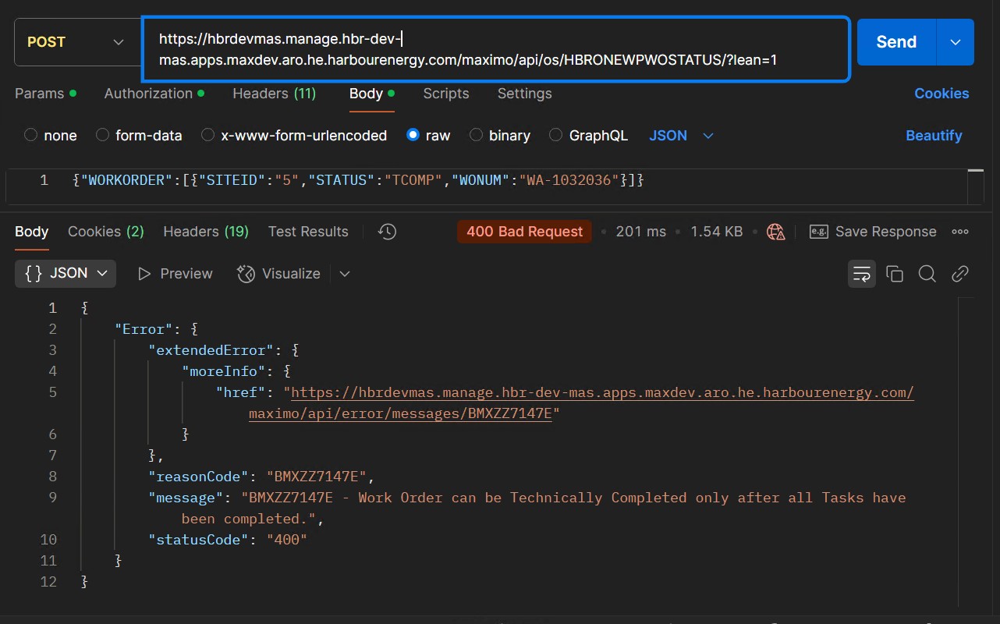 POST
https://hbrdevmas.manage.hbr-dev-
mas.apps.maxdev.aro.he.harbourenergy.com/maximo/api/os/HBRONEWPWOSTATUS/?lean=1
Send
Params Authorization Headers (11) Body Scripts Settings Cookies
none form-data x-www-form-urlencoded raw binary GraphQL JSON Beautify
1 {"WORKORDER":[{"SITEID":"5","STATUS":"TCOMP","WONUM":"WA-1032036"}]}
Body Cookies (2) Headers (19) Test Results 400 Bad Request 201 ms 1.54 KB e.g. Save Response
{} JSON Preview Visualize
1 {
2 "Error": {
3 "extendedError": {
4 "moreInfo": {
5 "href": "https://hbrdevmas.manage.hbr-dev-mas.apps.maxdev.aro.he.harbourenergy.com/
maximo/api/error/messages/BMXZZ7147E"
6 }
7 },
8 "reasonCode": "BMXZZ7147E",
9 "message": "BMXZZ7147E - Work Order can be Technically Completed only after all Tasks have
been completed.",
10 "statusCode": "400"
11 }
12 }